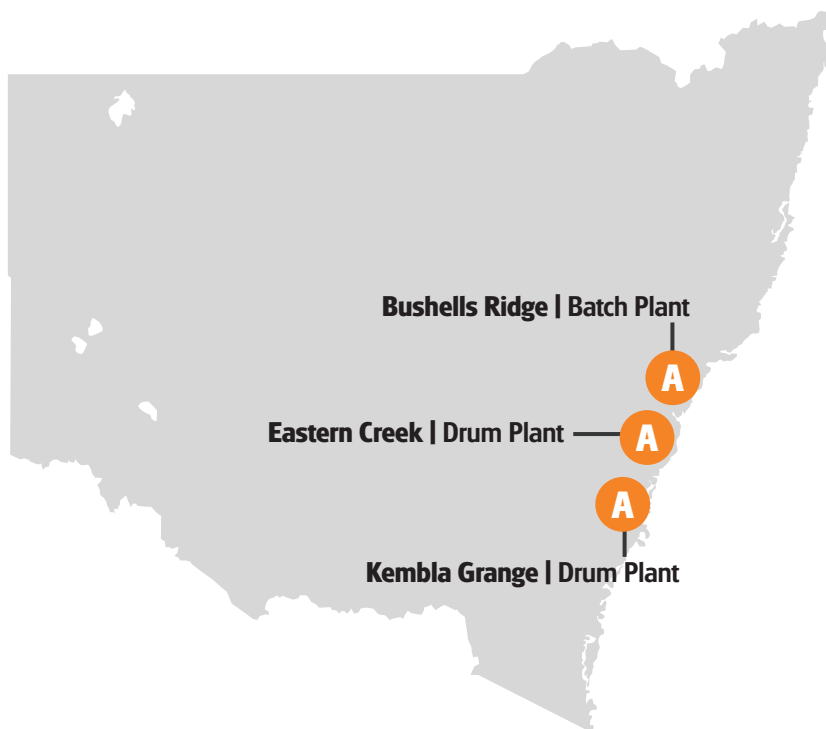 Bushells Ridge | Batch Plant
A
Eastern Creek | Drum Plant
A
A
Kembla Grange | Drum Plant